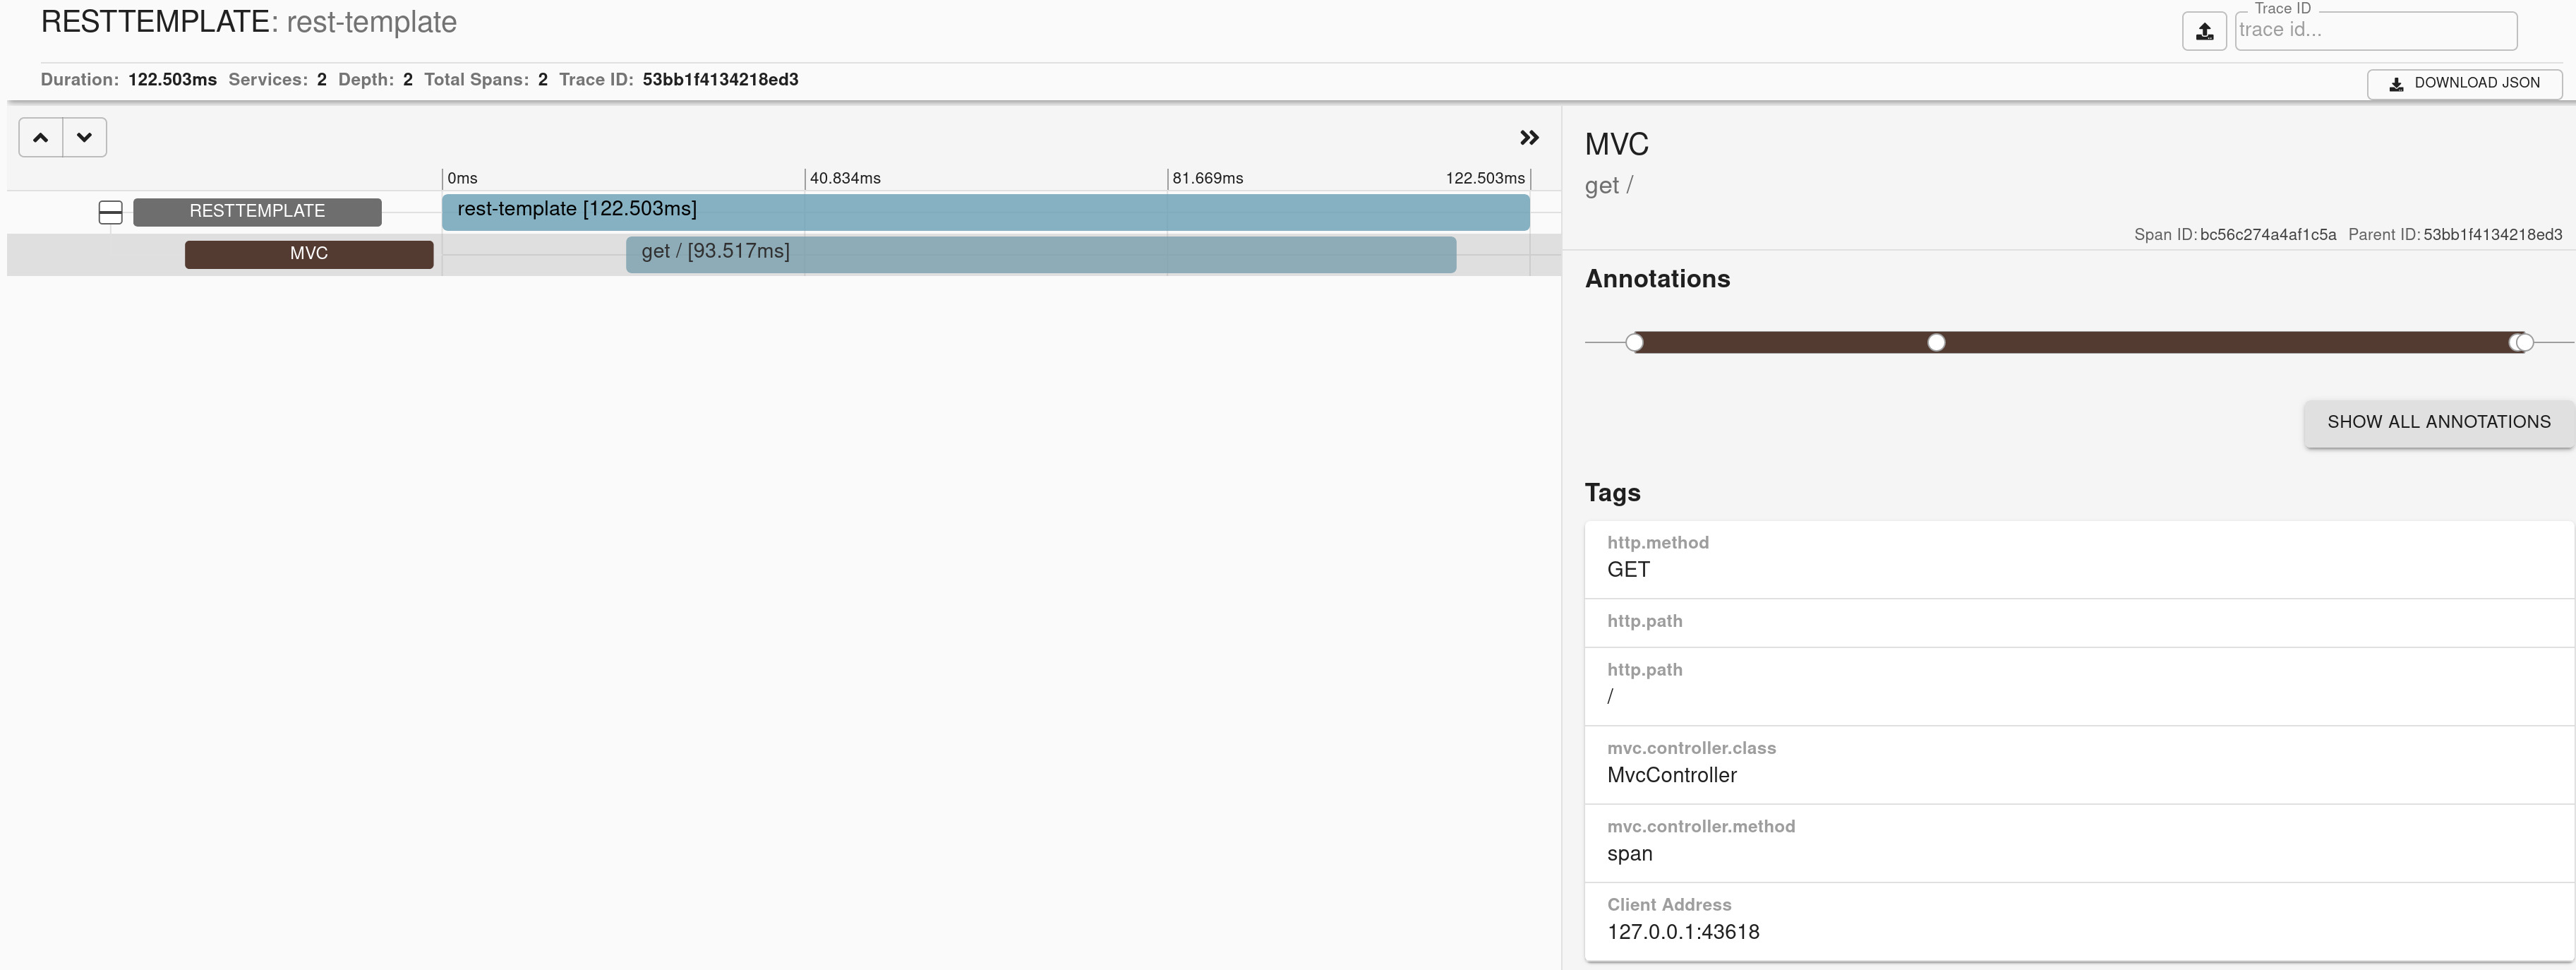 RESTTEMPLATE: rest-template
Trace ID
trace id...
Duration: 122.503ms Services: 2 Depth: 2 Total Spans: 2 Trace ID: 53bb1f4134218ed3
DOWNLOAD JSON
0ms 40.834ms 81.669ms 122.503ms
RESTTEMPLATE rest-template [122.503ms]
MVC get / [93.517ms]
MVC
get /
Span ID: bc56c274a4af1c5a Parent ID: 53bb1f4134218ed3
Annotations
SHOW ALL ANNOTATIONS
Tags
http.method
GET
http.path
http.path
/
mvc.controller.class
MvcController
mvc.controller.method
span
Client Address
127.0.0.1:43618